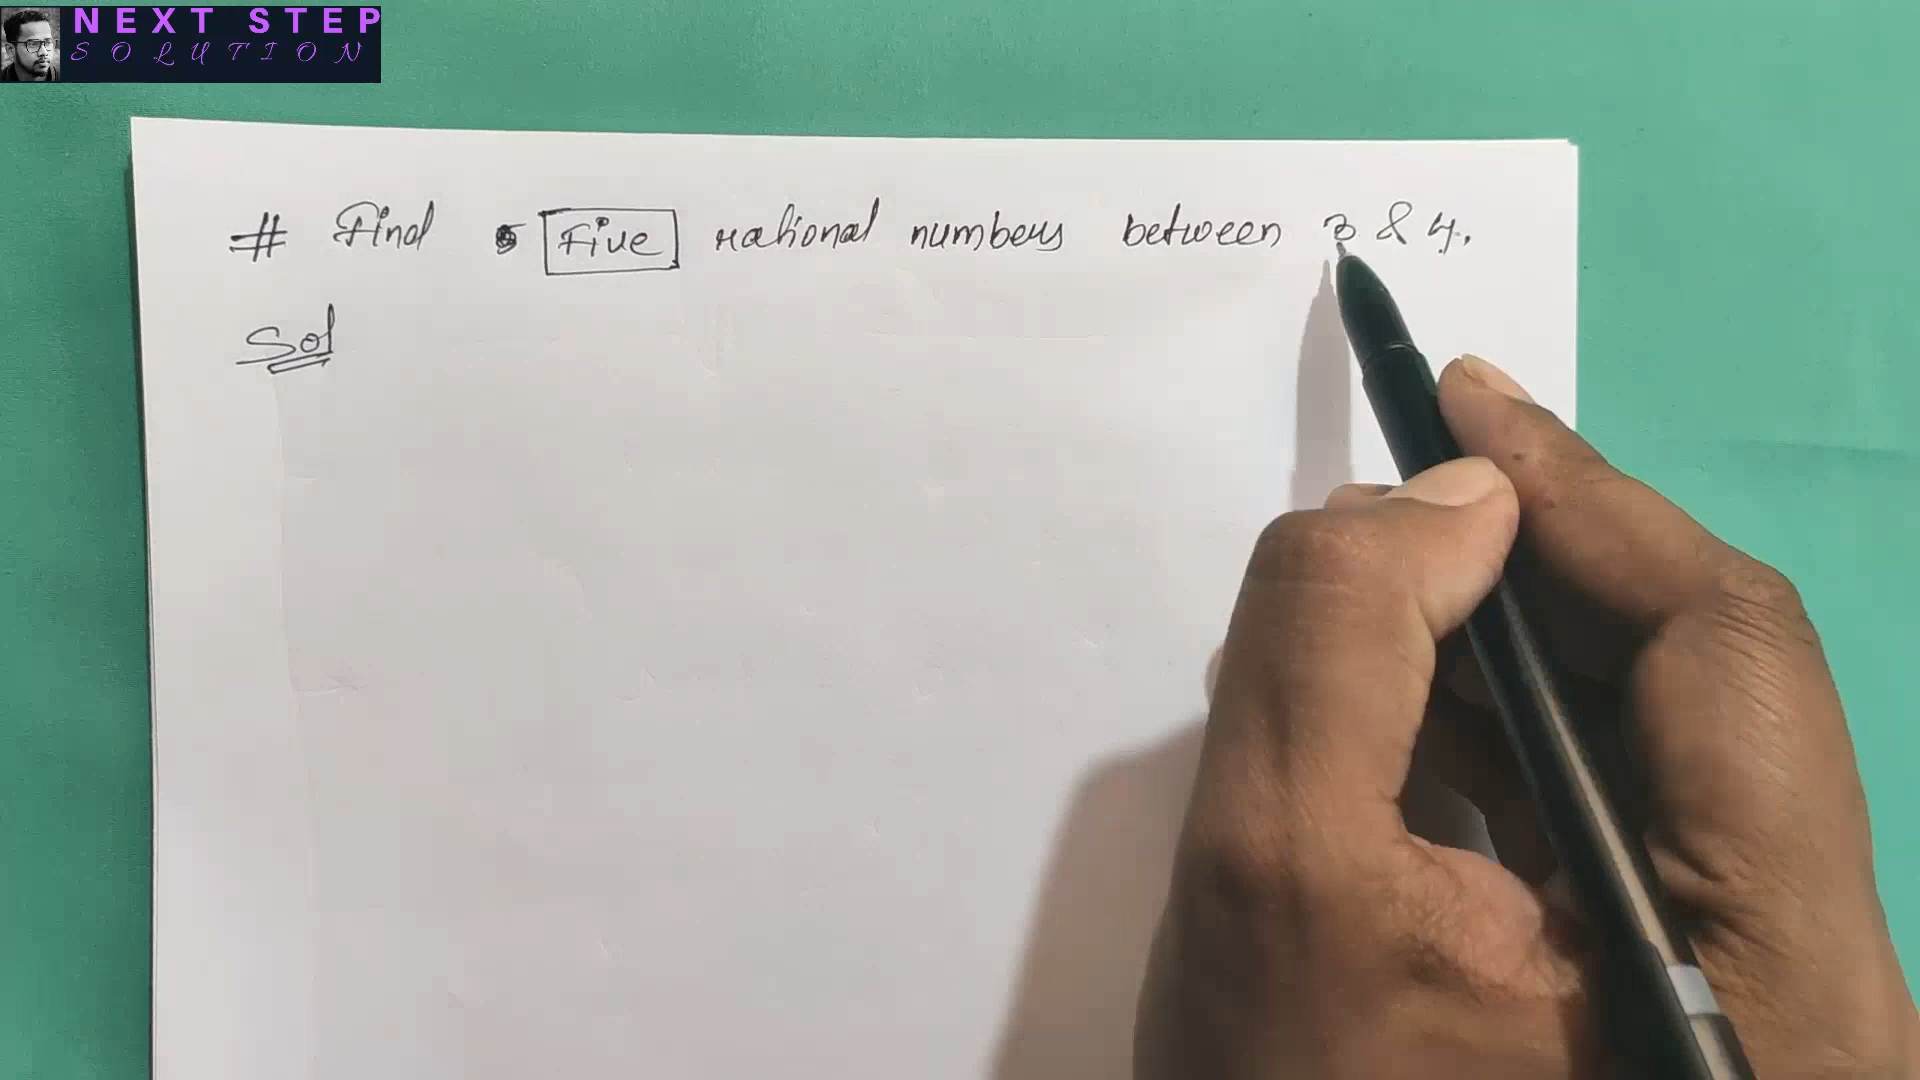 NEXT STEP
SOLUTION
# Find Five rational numbers between 3 & 4.
Sol